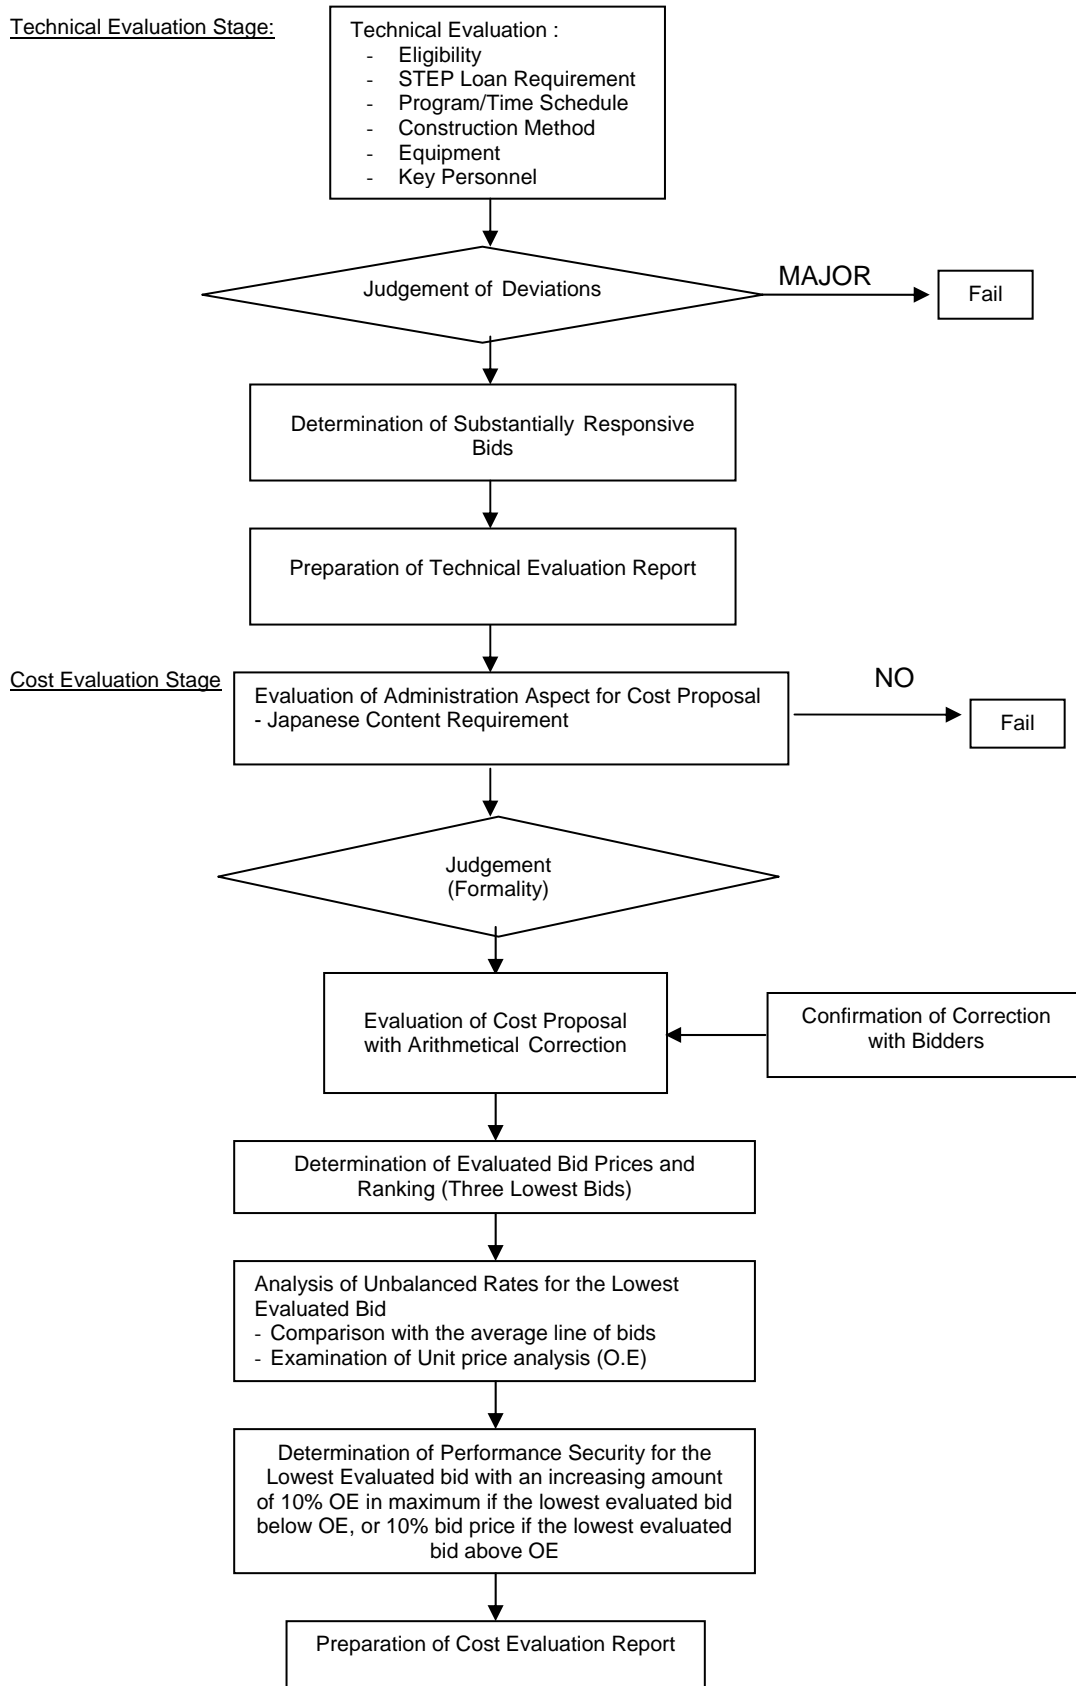 Technical Evaluation Stage:
Technical Evaluation :
- Eligibility
- STEP Loan Requirement
- Program/Time Schedule
- Construction Method
- Equipment
- Key Personnel
Judgement of Deviations
MAJOR
Fail
Determination of Substantially Responsive
Bids
Preparation of Technical Evaluation Report
Cost Evaluation Stage
Evaluation of Administration Aspect for Cost Proposal
- Japanese Content Requirement
NO
Fail
Judgement
(Formality)
Evaluation of Cost Proposal
with Arithmetical Correction
Confirmation of Correction
with Bidders
Determination of Evaluated Bid Prices and
Ranking (Three Lowest Bids)
Analysis of Unbalanced Rates for the Lowest
Evaluated Bid
- Comparison with the average line of bids
- Examination of Unit price analysis (O.E)
Determination of Performance Security for the
Lowest Evaluated bid with an increasing amount
of 10% OE in maximum if the lowest evaluated bid
below OE, or 10% bid price if the lowest evaluated
bid above OE
Preparation of Cost Evaluation Report